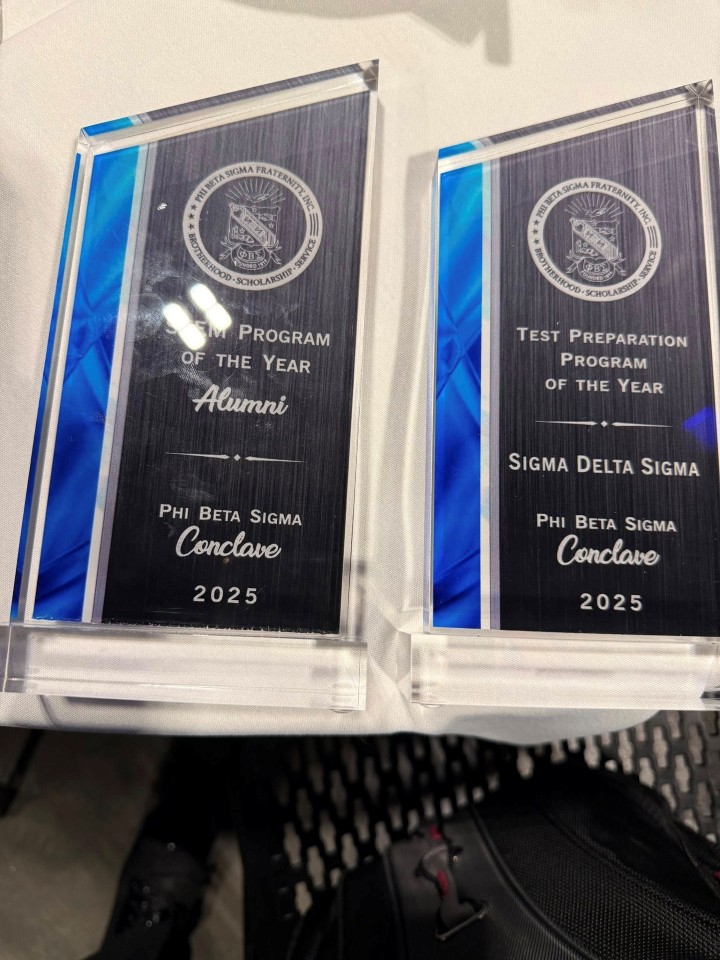 PHI BETA SIGMA FRATERNITY, INC.
BROTHERHOOD · SCHOLARSHIP · SERVICE
PROGRAM
OF THE YEAR
Alumni
PHI BETA SIGMA
Conclave
2025
PHI BETA SIGMA FRATERNITY, INC.
BROTHERHOOD · SCHOLARSHIP · SERVICE
ΦΒΣ
TEST PREPARATION
PROGRAM
OF THE YEAR
SIGMA DELTA SIGMA
PHI BETA SIGMA
Conclave
2025